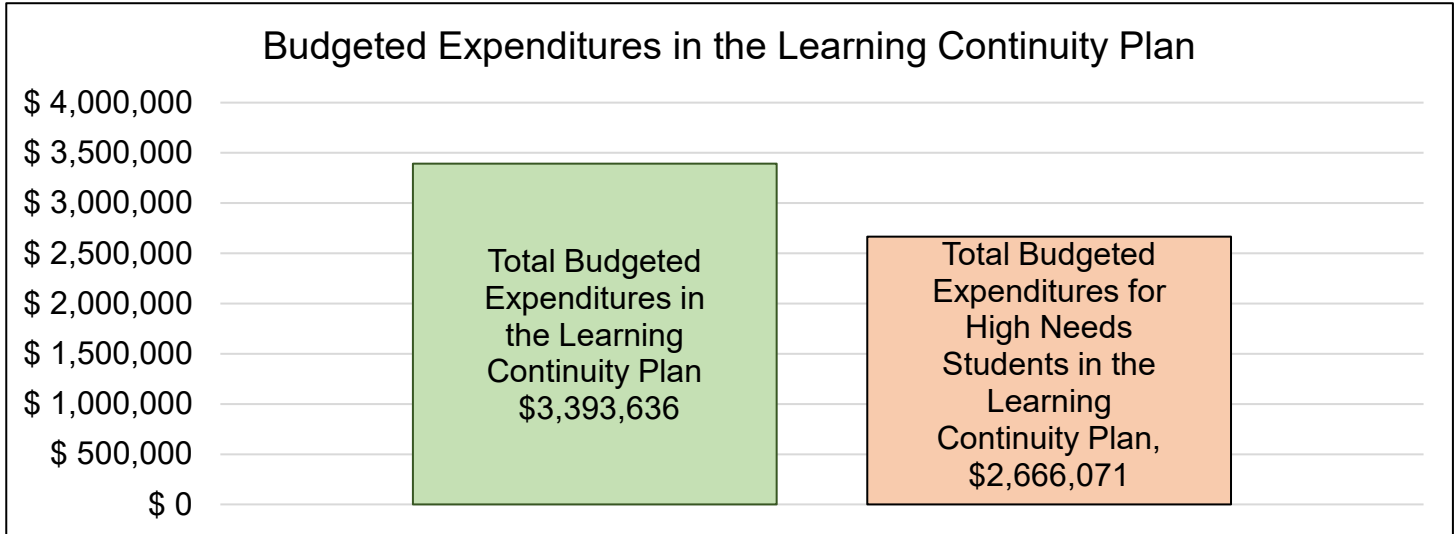 Budgeted Expenditures in the Learning Continuity Plan
$ 4,000,000
$ 3,500,000
$ 3,000,000
$ 2,500,000
$ 2,000,000
$ 1,500,000
$ 1,000,000
$ 500,000
$ 0
Total Budgeted
Expenditures in
the Learning
Continuity Plan
$3,393,636
Total Budgeted
Expenditures for
High Needs
Students in the
Learning
Continuity Plan,
$2,666,071